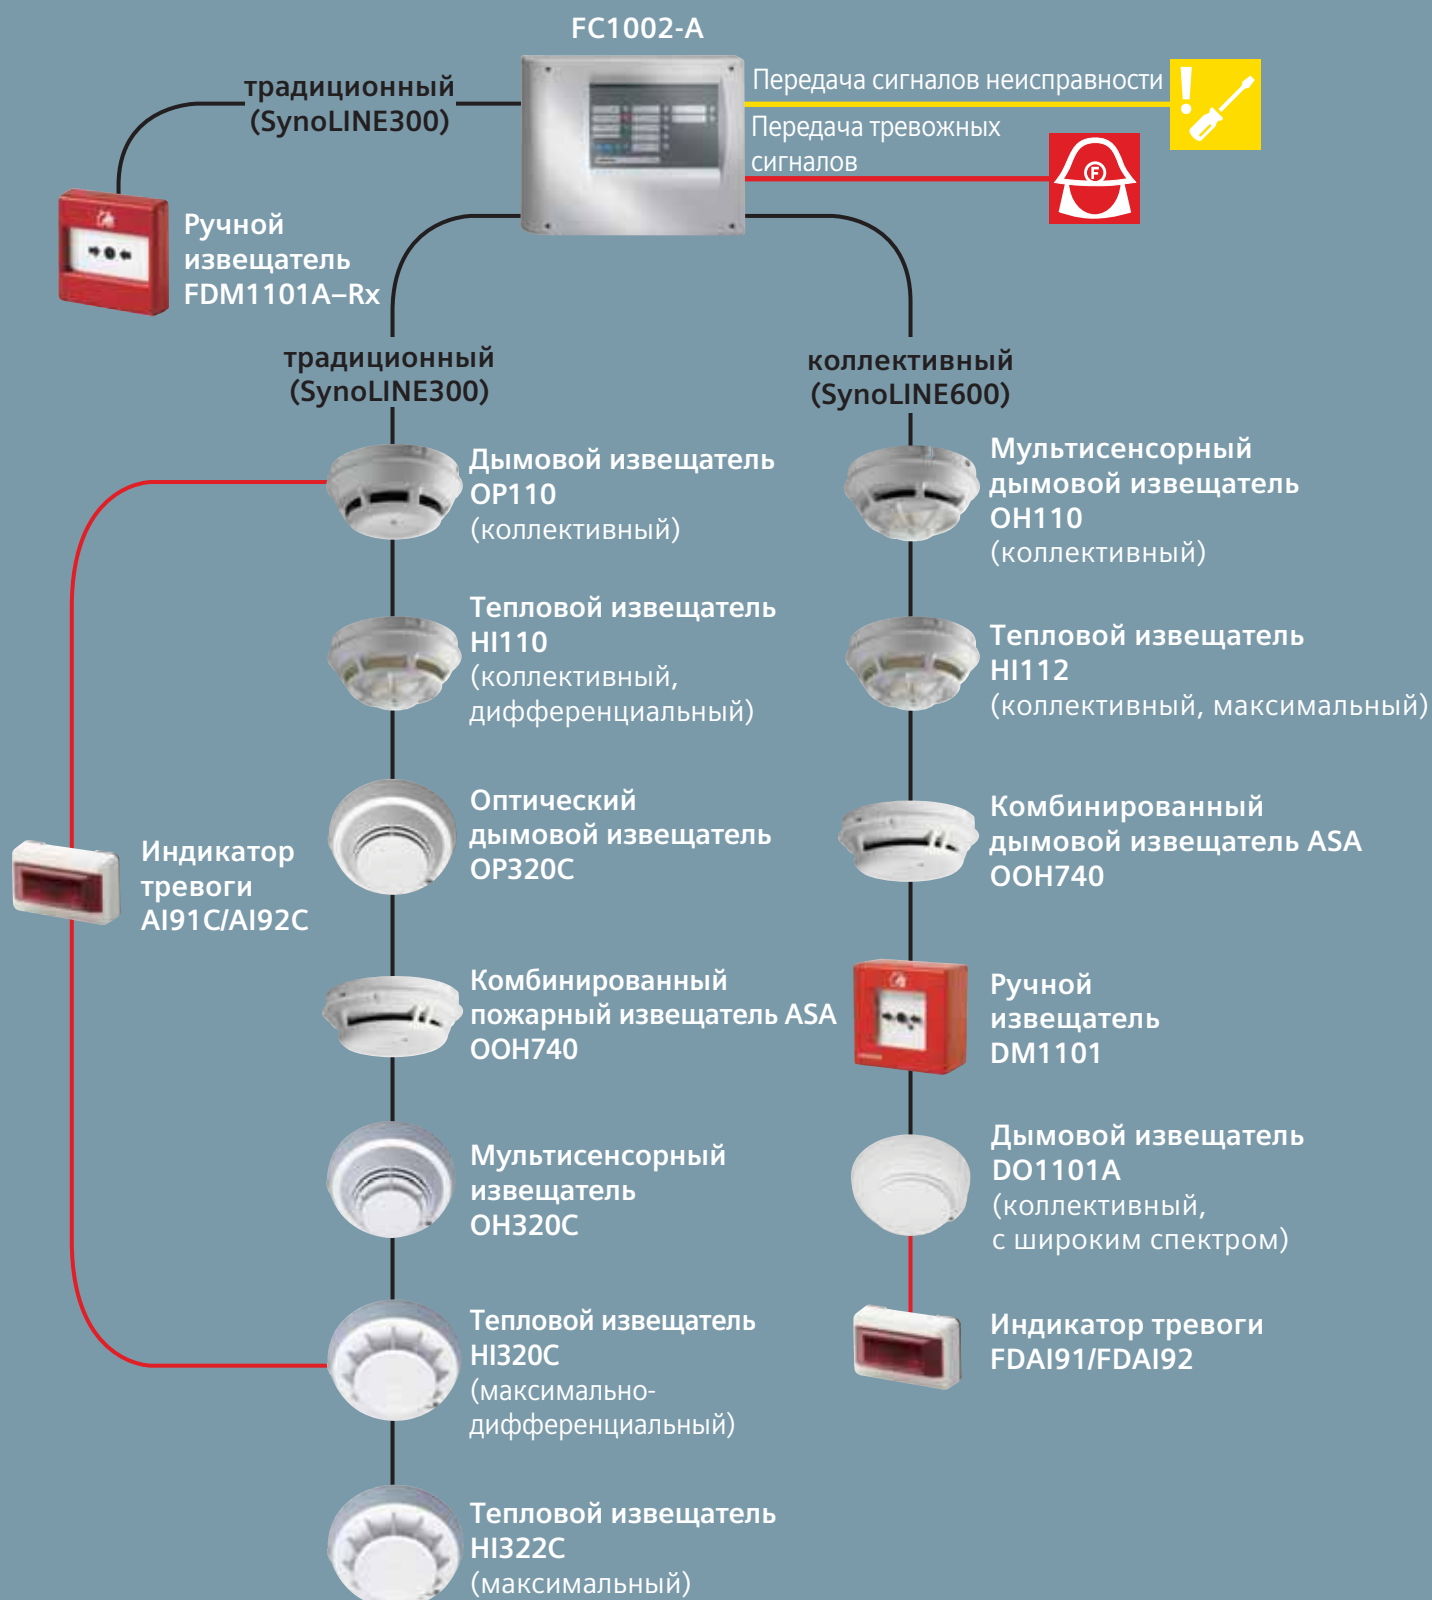 FC1002-A
традиционный
(SynoLINE300)
Передача сигналов неисправности
Передача тревожных
сигналов
F
Ручной
извещатель
FDM1101A–Rx
традиционный
(SynoLINE300)
коллективный
(SynoLINE600)
Дымовой извещатель
OP110
(коллективный)
Тепловой извещатель
HI110
(коллективный,
дифференциальный)
Оптический
дымовой извещатель
OP320C
Индикатор
тревоги
AI91C/AI92C
Комбинированный
пожарный извещатель ASA
OOH740
Мультисенсорный
извещатель
OH320C
Тепловой извещатель
HI320C
(максимально-
дифференциальный)
Тепловой извещатель
HI322C
(максимальный)
Мультисенсорный
дымовой извещатель
OH110
(коллективный)
Тепловой извещатель
HI112
(коллективный, максимальный)
Комбинированный
дымовой извещатель ASA
OOH740
Ручной
извещатель
DM1101
Дымовой извещатель
DO1101A
(коллективный,
с широким спектром)
Индикатор тревоги
FDAI91/FDAI92